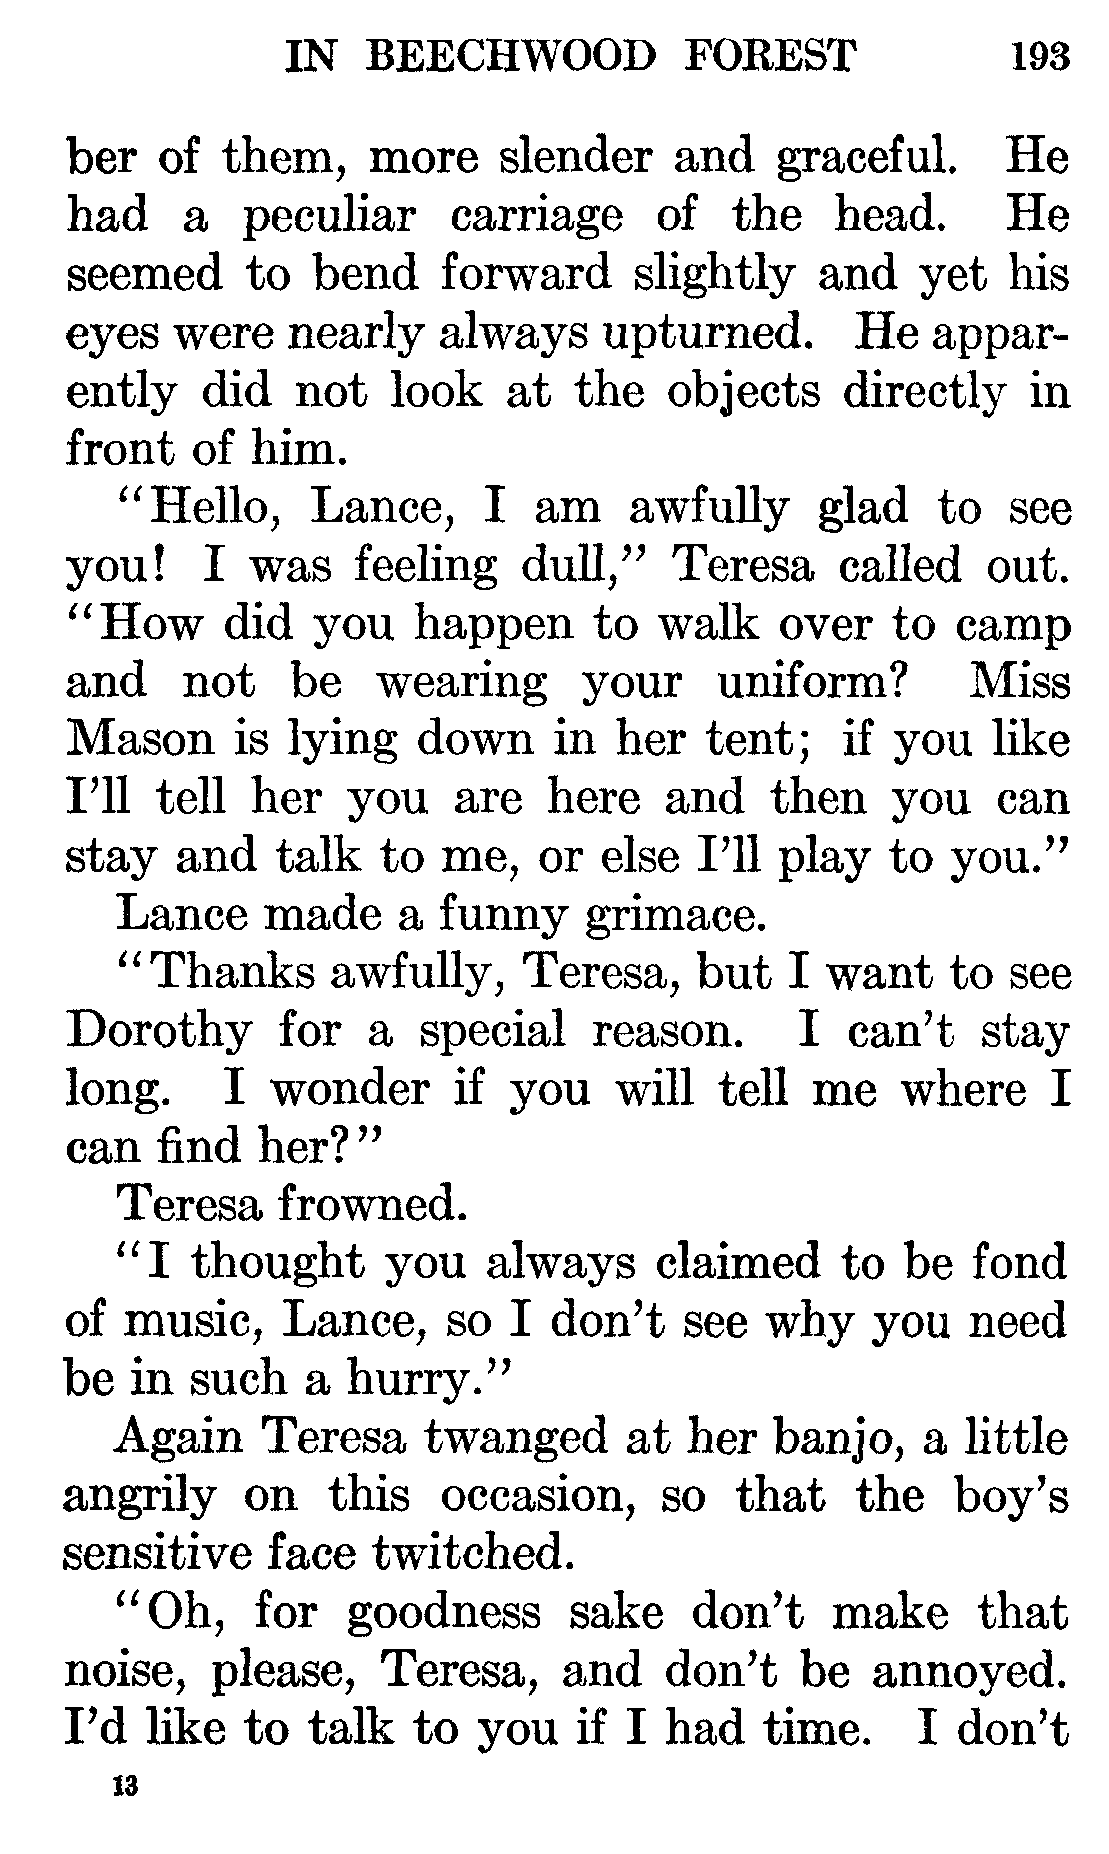 IN BEECHWOOD FOREST 193
ber of them, more slender and graceful. He
had a peculiar carriage of the head. He
seemed to bend forward slightly and yet his
eyes were nearly always upturned. He appar-
ently did not look at the objects directly in
front of him.
“Hello, Lance, I am awfully glad to see
you! I was feeling dull,” Teresa called out.
“How did you happen to walk over to camp
and not be wearing your uniform? Miss
Mason is lying down in her tent; if you like
I’ll tell her you are here and then you can
stay and talk to me, or else I’ll play to you.”
Lance made a funny grimace.
“Thanks awfully, Teresa, but I want to see
Dorothy for a special reason. I can’t stay
long. I wonder if you will tell me where I
can find her?”
Teresa frowned.
“I thought you always claimed to be fond
of music, Lance, so I don’t see why you need
be in such a hurry.”
Again Teresa twanged at her banjo, a little
angrily on this occasion, so that the boy’s
sensitive face twitched.
“Oh, for goodness sake don’t make that
noise, please, Teresa, and don’t be annoyed.
I’d like to talk to you if I had time. I don’t
13